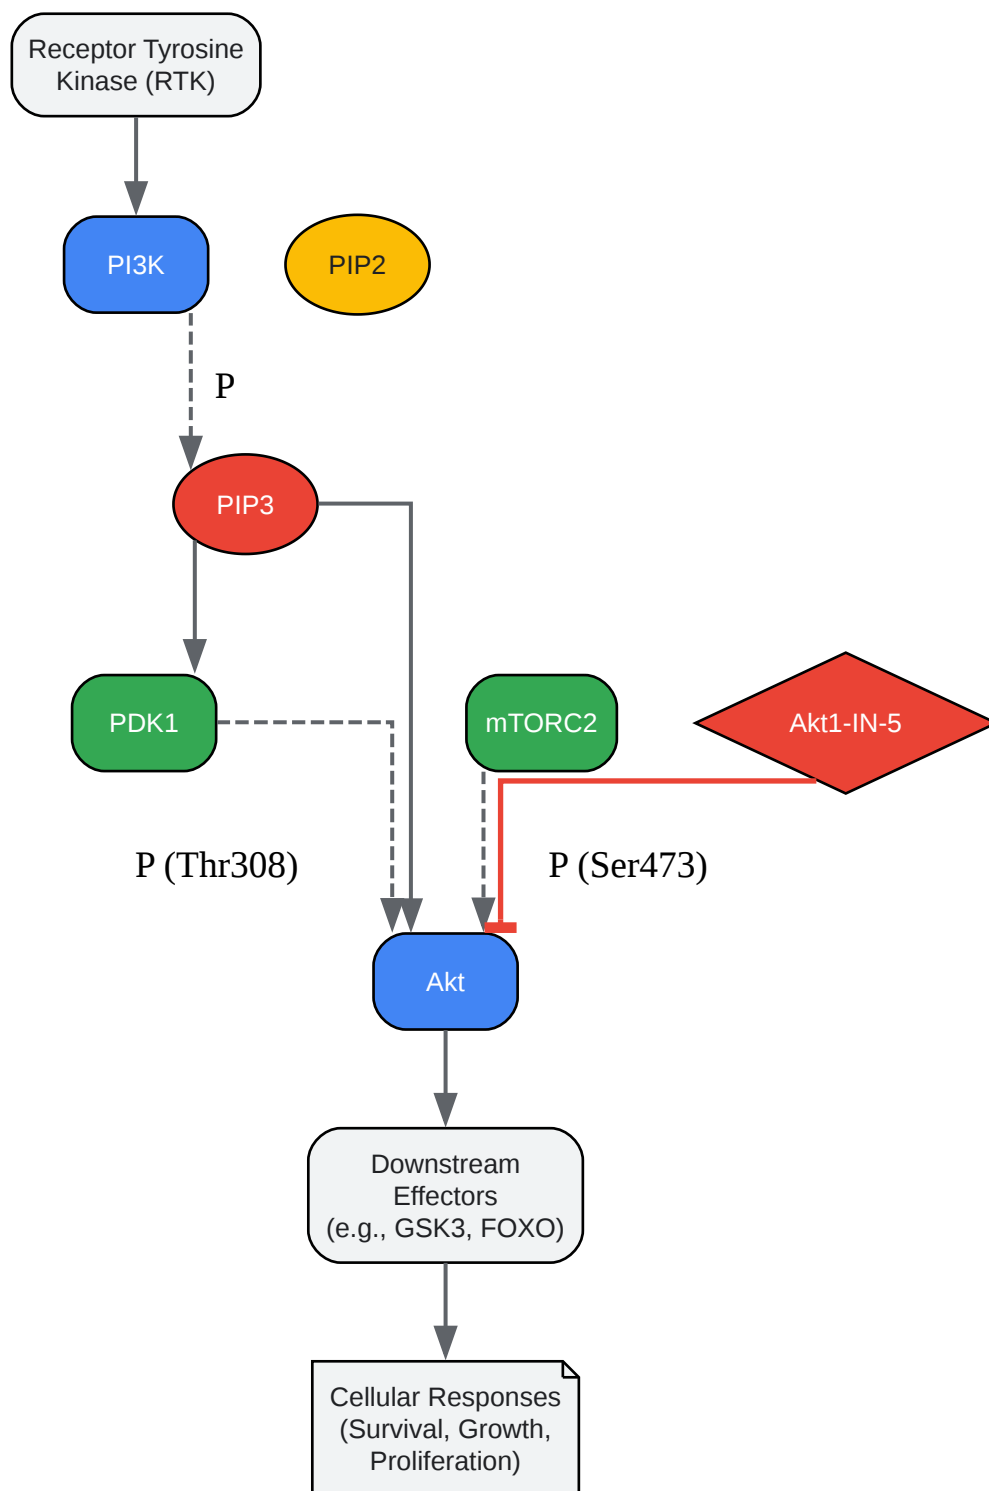 Receptor Tyrosine
Kinase (RTK)
PI3K
PIP2
P
PIP3
PDK1
mTORC2
Akt1-IN-5
P (Thr308)
P (Ser473)
Akt
Downstream
Effectors
(e.g., GSK3, FOXO)
Cellular Responses
(Survival, Growth,
Proliferation)